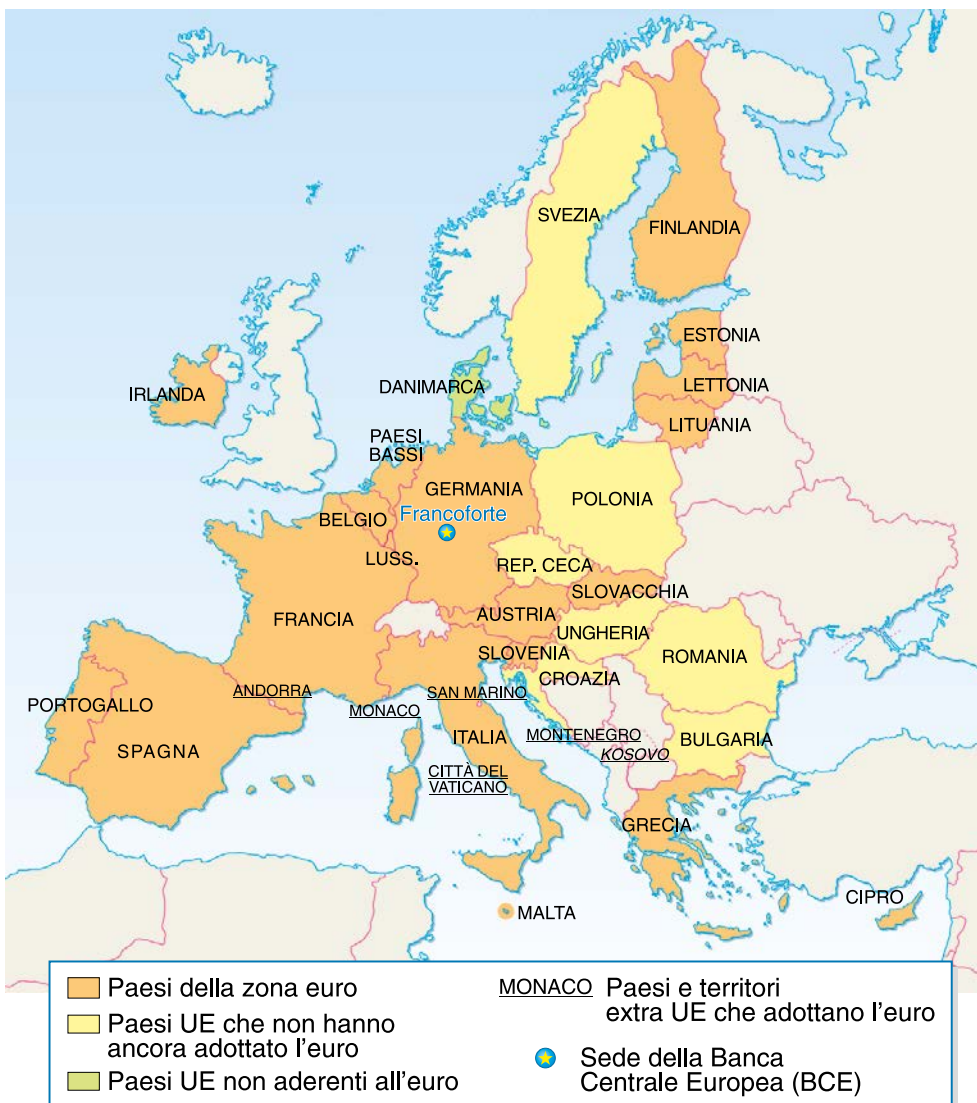 SVEZIA
FINLANDIA
ESTONIA
IRLANDA
DANIMARCA
LETTONIA
LITUANIA
PAESI
BASSI
GERMANIA
POLONIA
BELGIO
Francoforte
LUSS.
REP. CECA
SLOVACCHIA
FRANCIA
AUSTRIA
UNGHERIA
SLOVENIA
ROMANIA
CROAZIA
PORTOGALLO
ANDORRA
SAN MARINO
MONACO
SPAGNA
ITALIA
MONTENEGRO
BULGARIA
KOSOVO
CITTÀ DEL
VATICANO
GRECIA
CIPRO
MALTA
Paesi della zona euro
Paesi UE che non hanno
ancora adottato l'euro
Paesi UE non aderenti all'euro
MONACO Paesi e territori
extra UE che adottano l'euro
Sede della Banca
Centrale Europea (BCE)